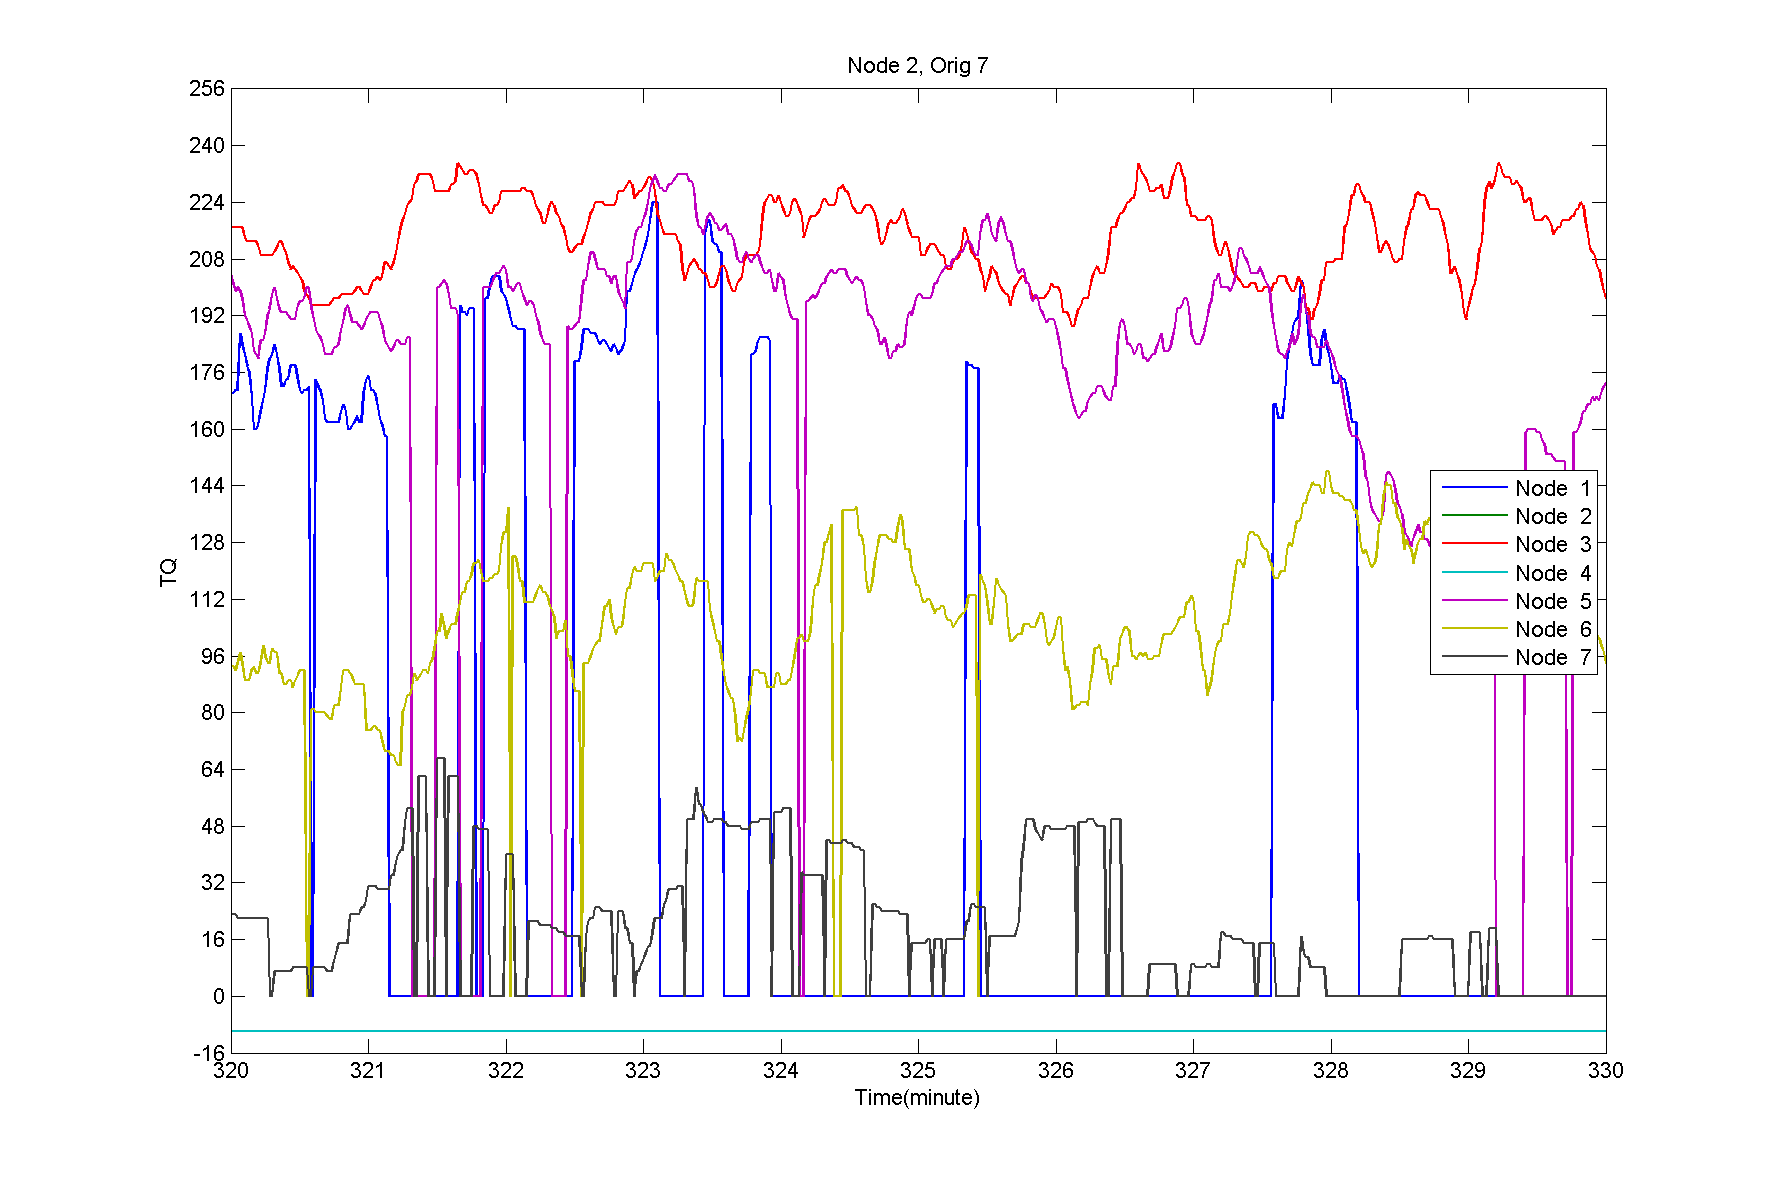 Node 2, Orig 7
256
240
224
208
192
176
160
144
128
112
96
80
64
48
32
16
0
-16
TQ
320 321 322 323 324 325 326 327 328 329 330
Time(minute)
Node 1
Node 2
Node 3
Node 4
Node 5
Node 6
Node 7